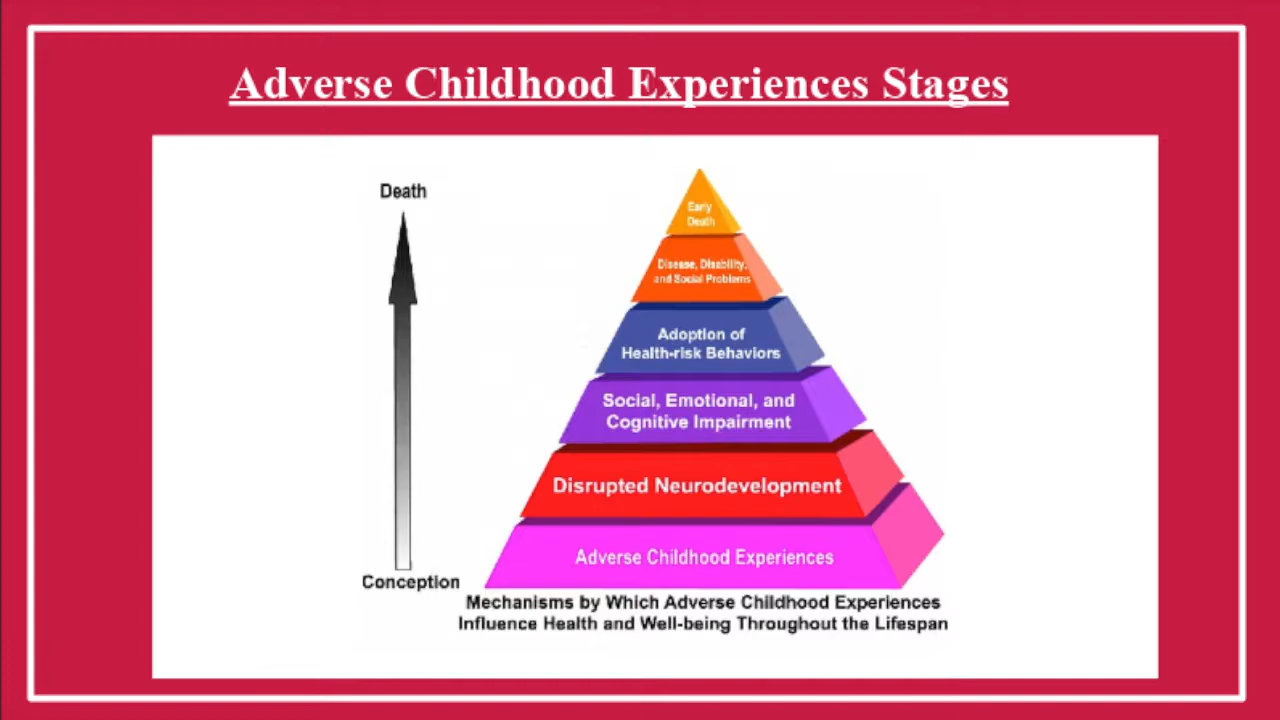 Adverse Childhood Experiences Stages
Death
Early
Death
Disease, Disability,
and Social Problems
Adoption of
Health-risk Behaviors
Social, Emotional, and
Cognitive Impairment
Disrupted Neurodevelopment
Adverse Childhood Experiences
Conception
Mechanisms by Which Adverse Childhood Experiences
Influence Health and Well-being Throughout the Lifespan